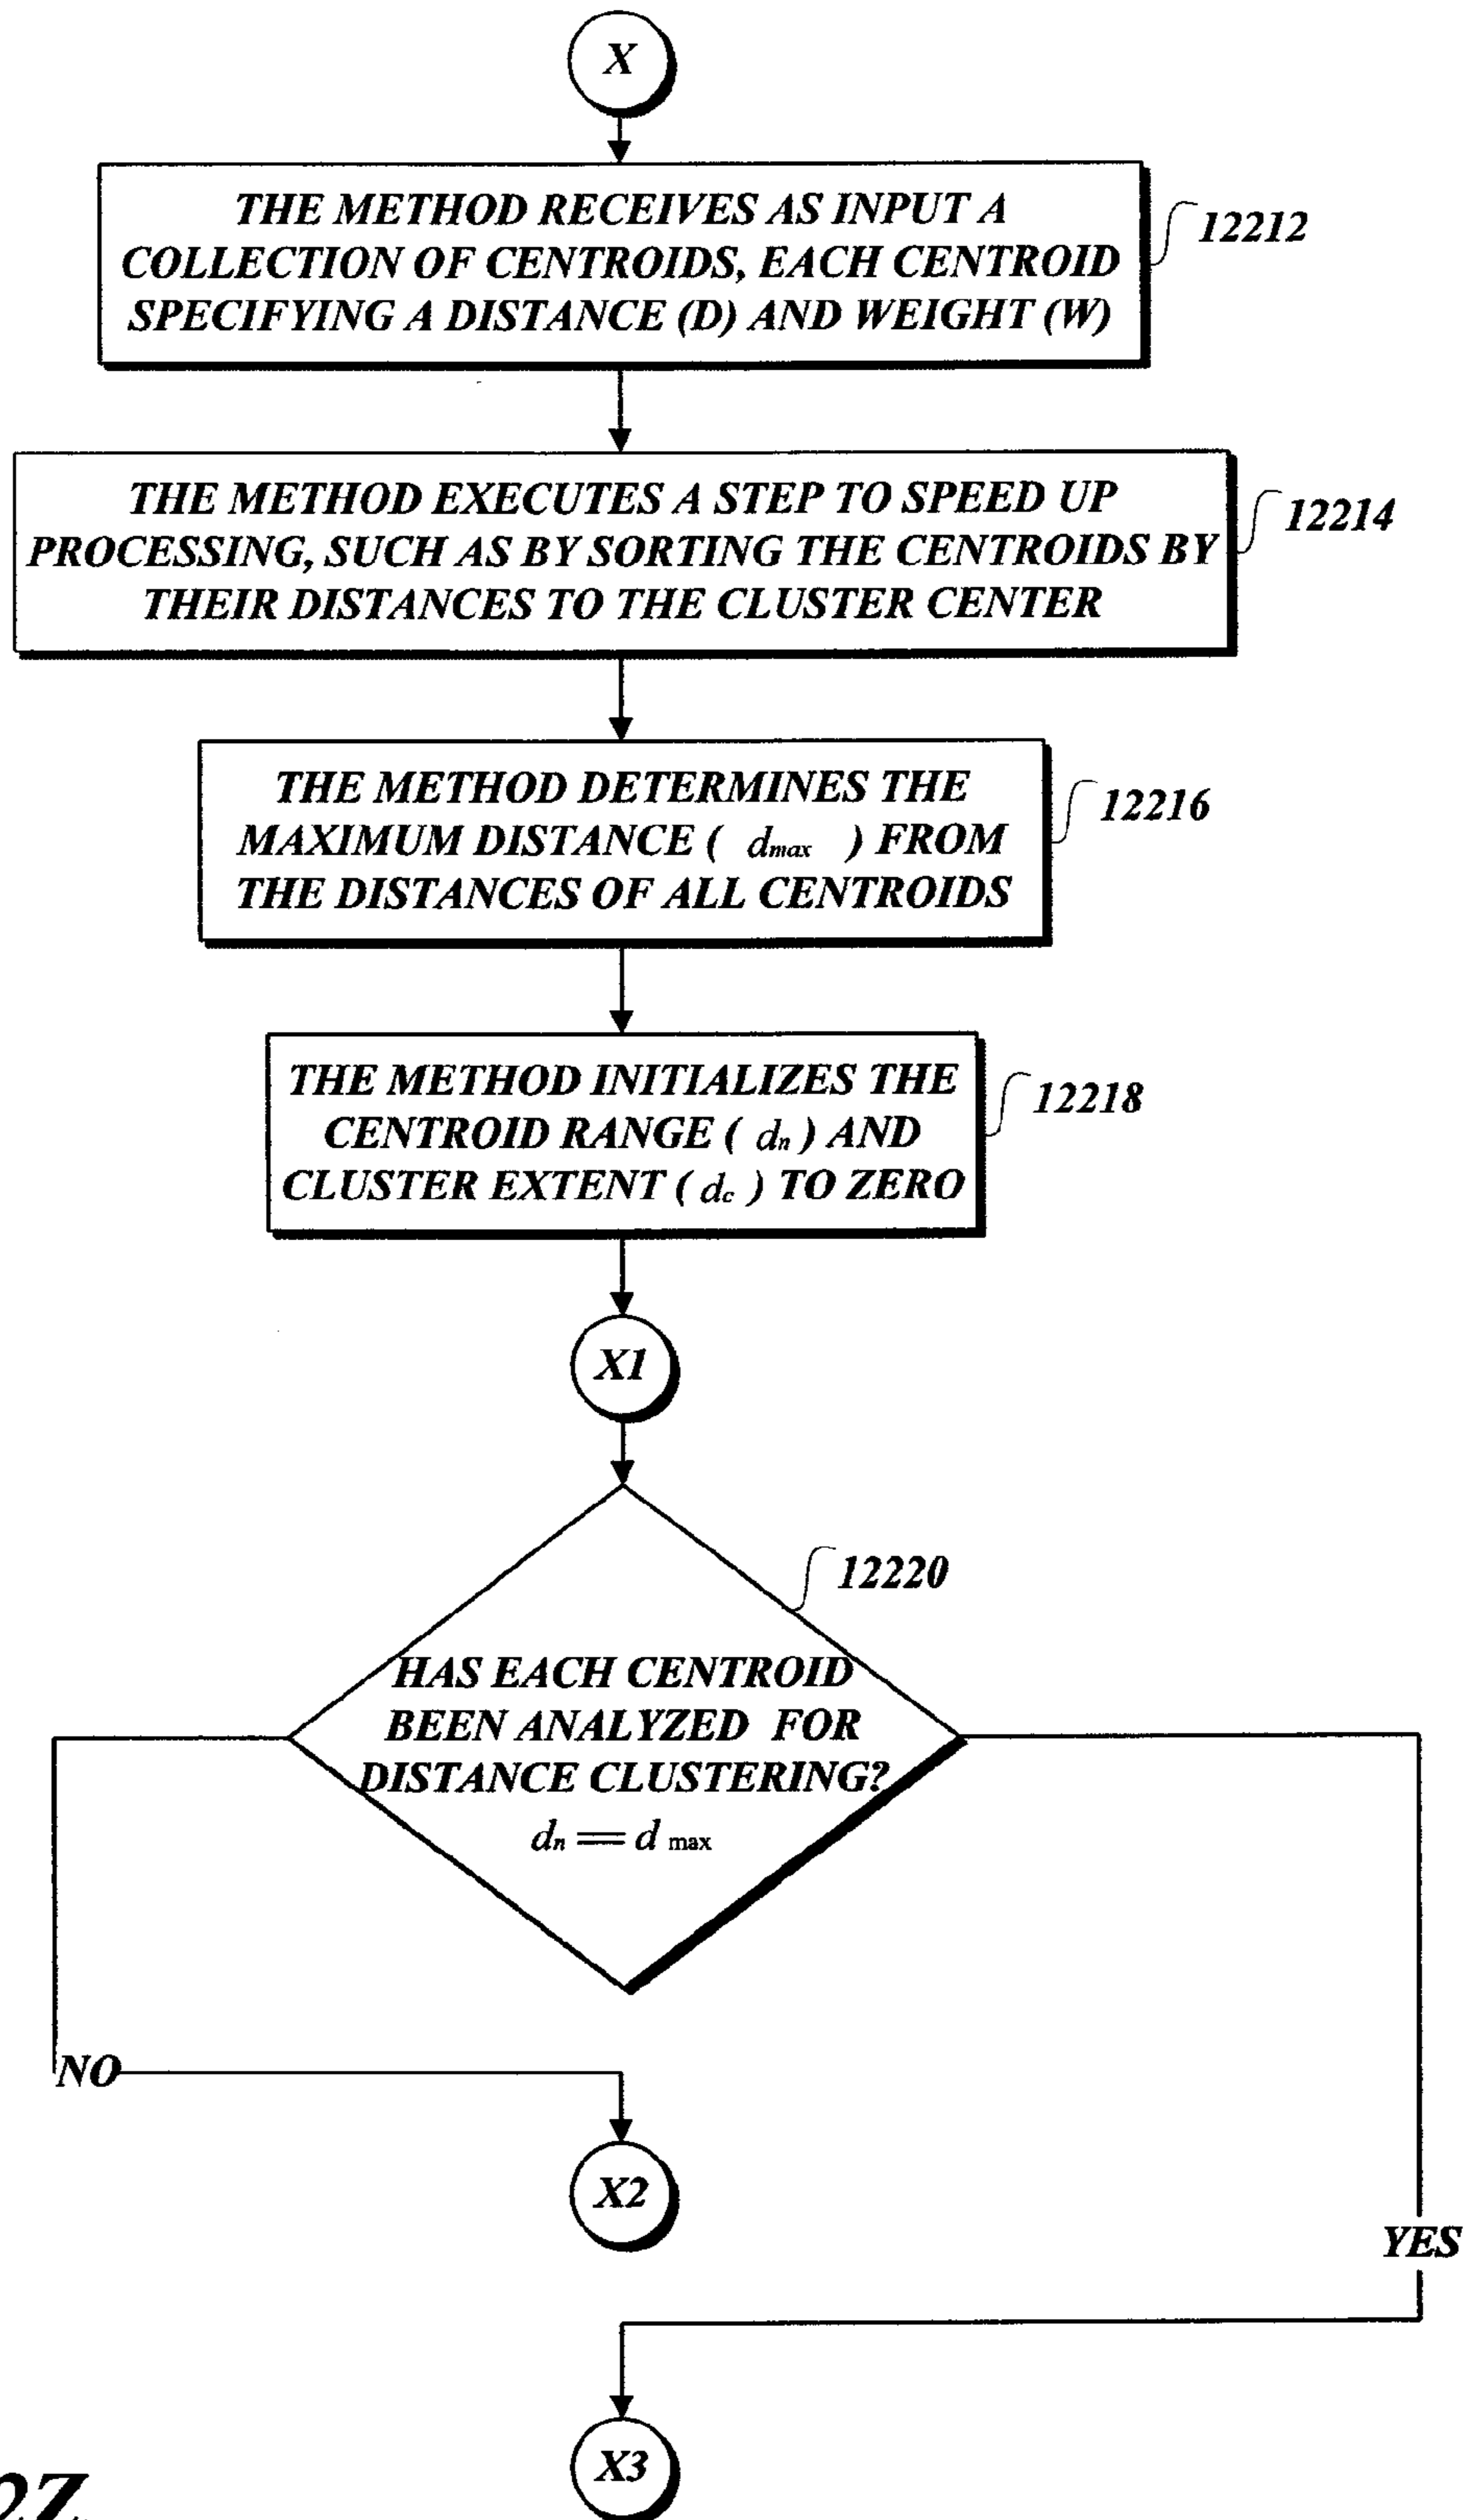 X
THE METHOD RECEIVES AS INPUT A
COLLECTION OF CENTROIDS, EACH CENTROID
SPECIFYING A DISTANCE (D) AND WEIGHT (W)
12212
THE METHOD EXECUTES A STEP TO SPEED UP
PROCESSING, SUCH AS BY SORTING THE CENTROIDS BY
THEIR DISTANCES TO THE CLUSTER CENTER
12214
THE METHOD DETERMINES THE
MAXIMUM DISTANCE ( dmax ) FROM
THE DISTANCES OF ALL CENTROIDS
12216
THE METHOD INITIALIZES THE
CENTROID RANGE ( dn ) AND
CLUSTER EXTENT ( dc ) TO ZERO
12218
X1
12220
HAS EACH CENTROID
BEEN ANALYZED FOR
DISTANCE CLUSTERING?
dn == d max
NO
X2
YES
X3
2Z.